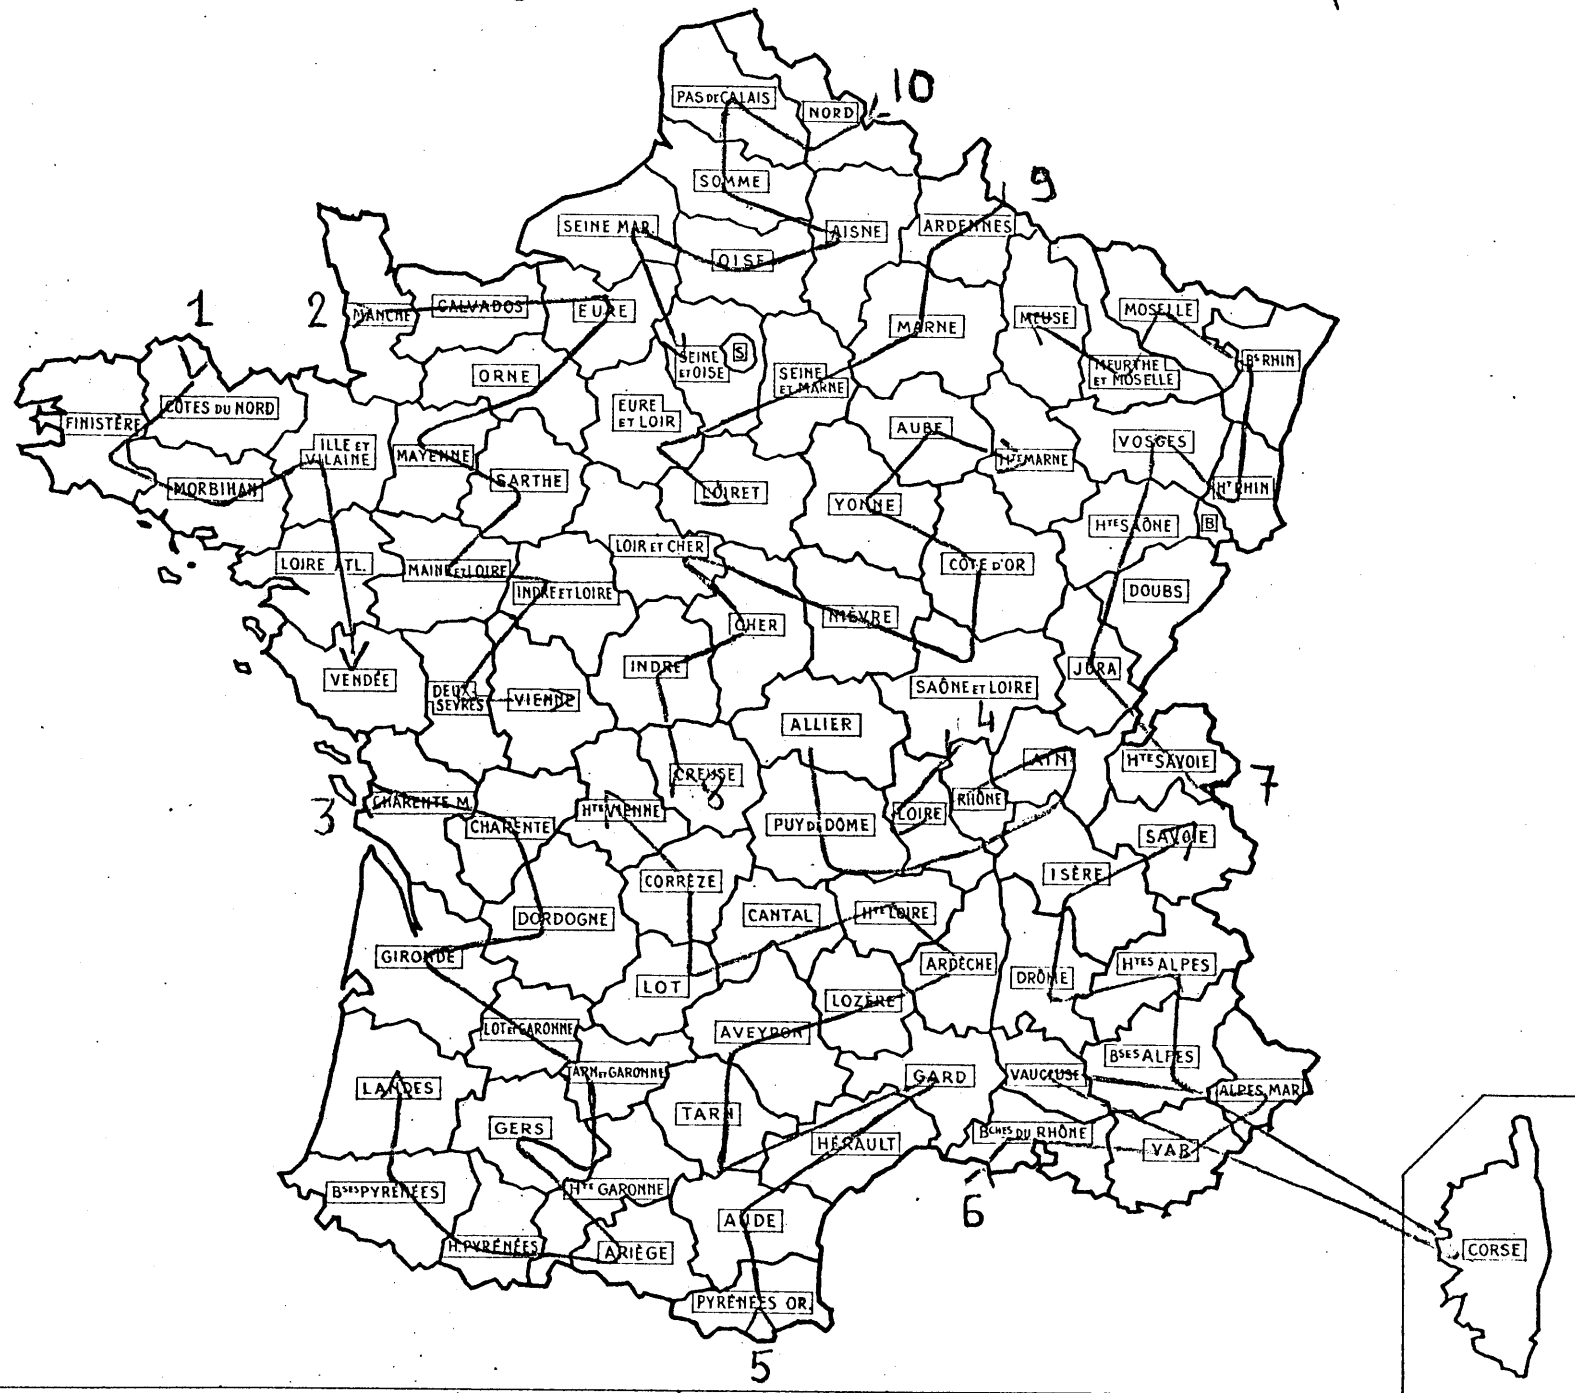 10
PAS DE CALAIS
NORD
SOMME
9
SEINE MAR.
AISNE
ARDENNES
OISE
1
2
MANCHE
CALVADOS
EURE
MARNE
MEUSE
MOSELLE
SEINE
ET OISE
S
BS RHIN
ORNE
SEINE
ET MARNE
MEURTHE
ET MOSELLE
CÔTES DU NORD
EURE
ET LOIR
FINISTÈRE
AUBE
VOSGES
ILLE ET
VILAINE
MAYENNE
HTE MARNE
MORBIHAN
SARTHE
LOIRET
YONNE
HT RHIN
HTE SAÔNE
B
LOIRE ATL.
MAINE ET LOIRE
LOIR ET CHER
CÔTE D'OR
INDRE ET LOIRE
DOUBS
CHER
NIÈVRE
VENDÉE
INDRE
JURA
DEUX
SEVRES
VIENNE
SAÔNE ET LOIRE
ALLIER
4
AIN
HTE SAVOIE
7
CREUSE
8
3
CHARENTE M.
HTE VIENNE
RHÔNE
CHARENTE
PUY DE DÔME
LOIRE
SAVOIE
CORRÈZE
ISÈRE
DORDOGNE
CANTAL
HTE LOIRE
GIRONDE
ARDÈCHE
HTES ALPES
LOT
DRÔME
LOZÈRE
LOT ET GARONNE
AVEYRON
BSES ALPES
TARN ET GARONNE
LANDES
GARD
VAUCLUSE
ALPES MAR.
TARN
GERS
HÉRAULT
BCHES DU RHÔNE
VAR
BSES PYRÉNÉES
HTE GARONNE
6
AUDE
H. PYRÉNÉES
ARIÈGE
CORSE
PYRÉNÉES OR.
5